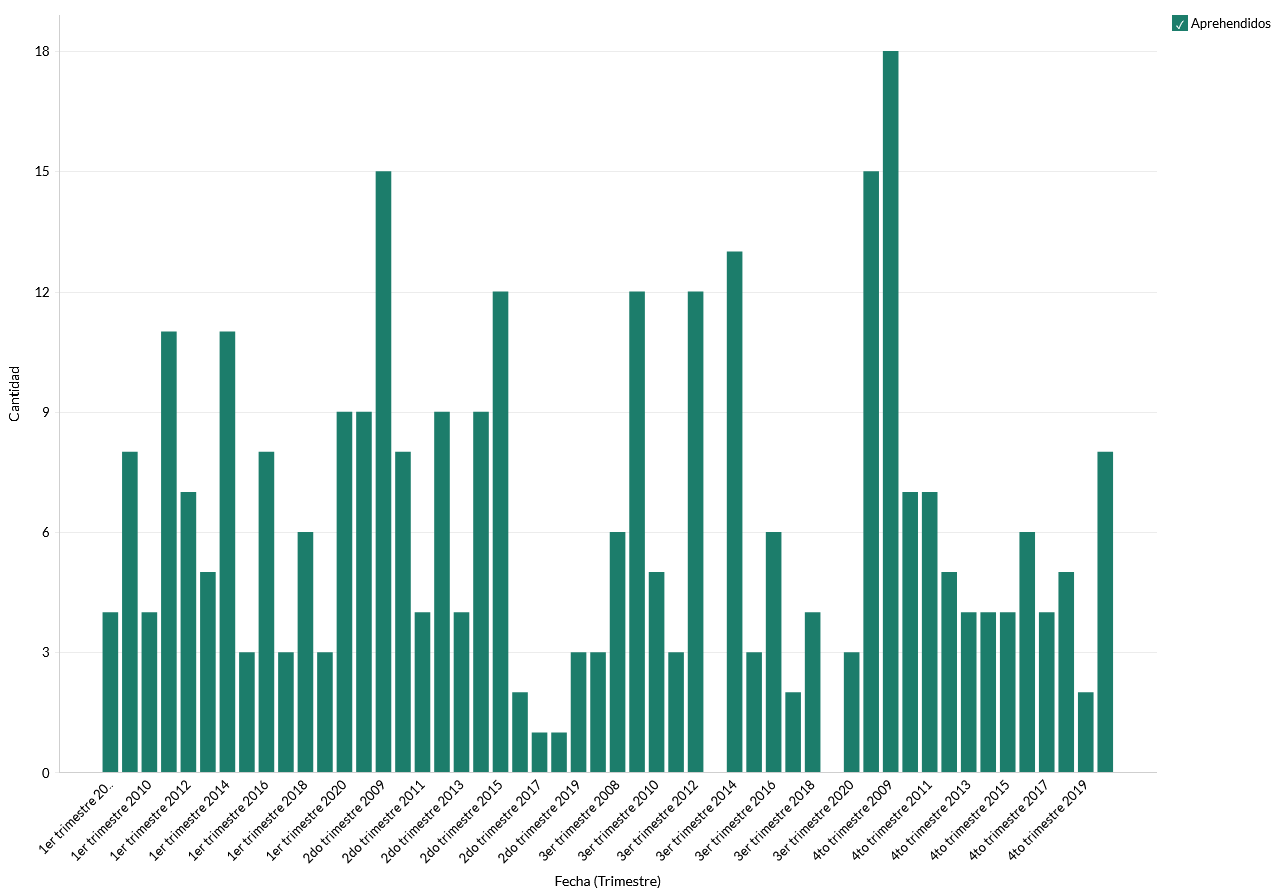 Aprehendidos
Cantidad
18
15
12
9
6
3
0
1er trimestre 20..
1er trimestre 2010
1er trimestre 2012
1er trimestre 2014
1er trimestre 2016
1er trimestre 2018
1er trimestre 2020
2do trimestre 2009
2do trimestre 2011
2do trimestre 2013
2do trimestre 2015
2do trimestre 2017
2do trimestre 2019
3er trimestre 2008
3er trimestre 2010
3er trimestre 2012
3er trimestre 2014
3er trimestre 2016
3er trimestre 2018
3er trimestre 2020
4to trimestre 2009
4to trimestre 2011
4to trimestre 2013
4to trimestre 2015
4to trimestre 2017
4to trimestre 2019
Fecha (Trimestre)